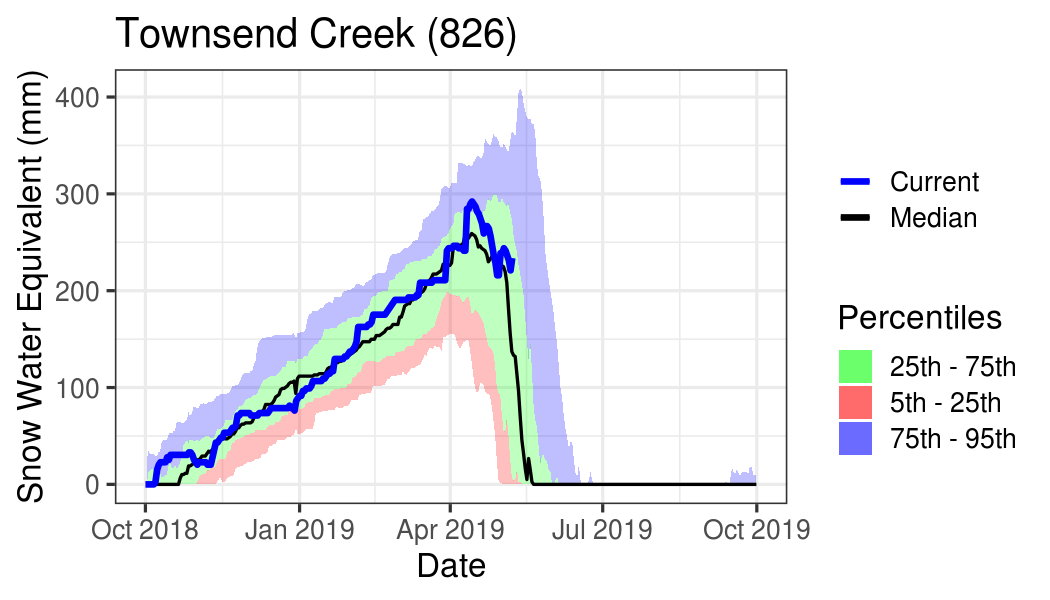 Townsend Creek (826)
Snow Water Equivalent (mm)
400
300
200
100
0
Oct 2018
Jan 2019
Apr 2019
Jul 2019
Oct 2019
Date
Current
Median
Percentiles
25th - 75th
5th - 25th
75th - 95th